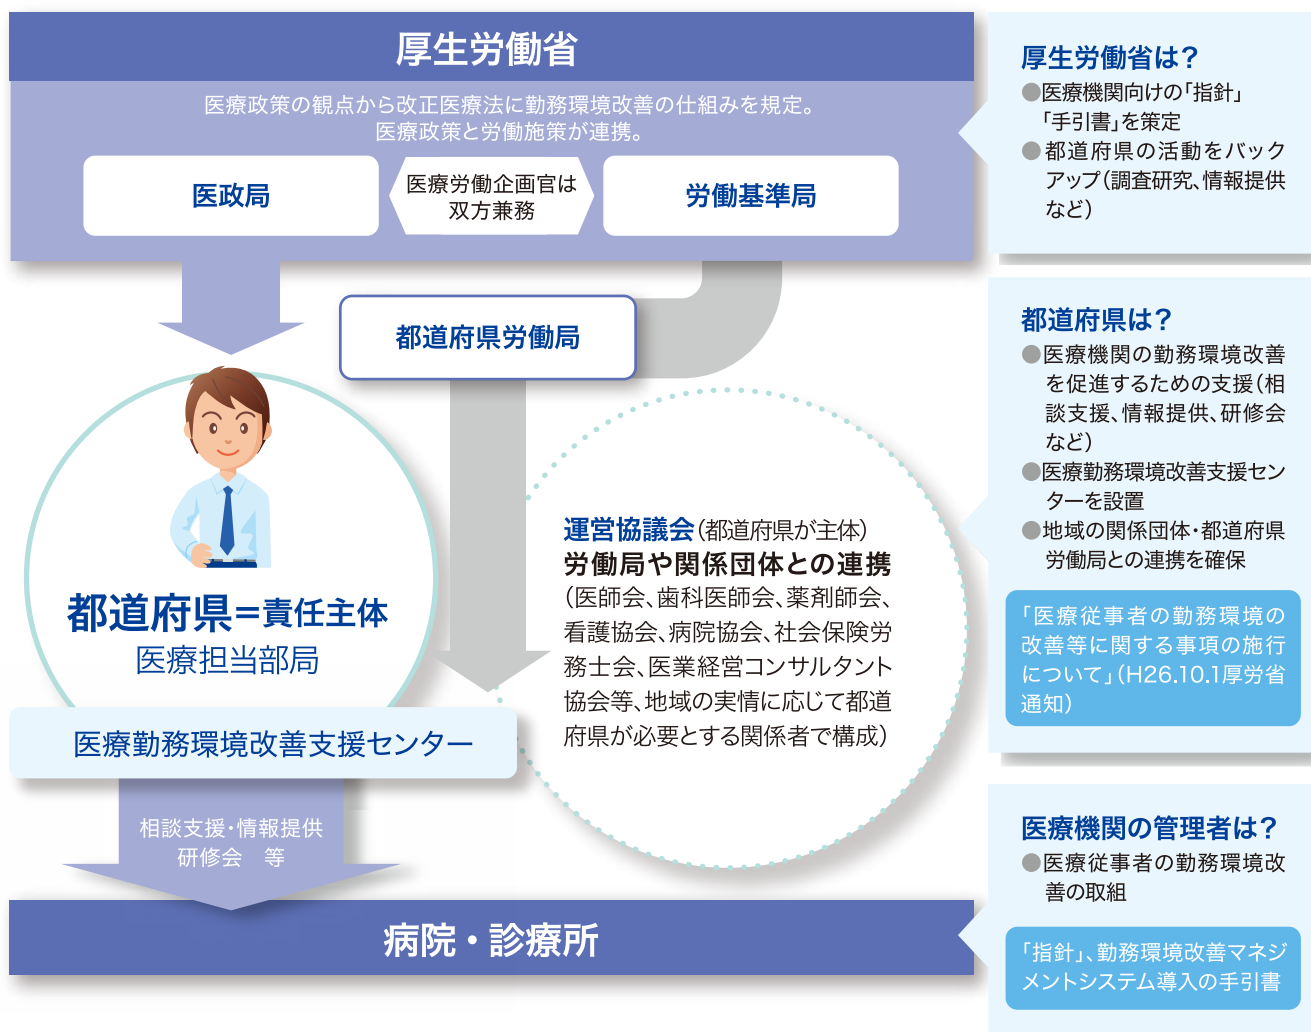 厚生労働省
医療政策の観点から改正医療法に勤務環境改善の仕組みを規定。
医療政策と労働施策が連携。
医政局
医療労働企画官は
双方兼務
労働基準局
都道府県労働局
都道府県=責任主体
医療担当部局
医療勤務環境改善支援センター
相談支援・情報提供
研修会　等
運営協議会(都道府県が主体)
労働局や関係団体との連携
(医師会、歯科医師会、薬剤師会、
看護協会、病院協会、社会保険労
務士会、医業経営コンサルタント
協会等、地域の実情に応じて都道
府県が必要とする関係者で構成)
病院・診療所
厚生労働省は?
●医療機関向けの「指針」
「手引書」を策定
●都道府県の活動をバック
アップ(調査研究、情報提供
など)
都道府県は?
●医療機関の勤務環境改善
を促進するための支援(相
談支援、情報提供、研修会
など)
●医療勤務環境改善支援セン
ターを設置
●地域の関係団体・都道府県
労働局との連携を確保
「医療従事者の勤務環境の
改善等に関する事項の施行
について」(H26.10.1厚労省
通知)
医療機関の管理者は?
●医療従事者の勤務環境改
善の取組
「指針」、勤務環境改善マネジ
メントシステム導入の手引書